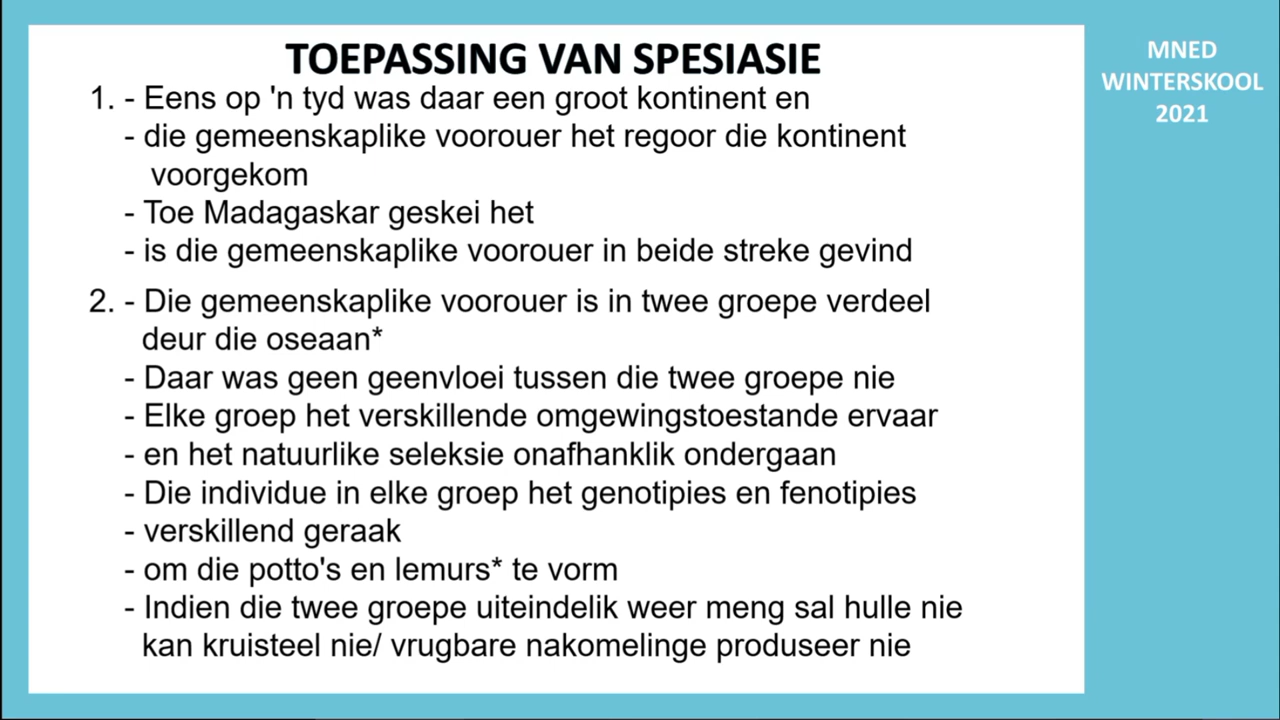 TOEPASSING VAN SPESIASIE
1. - Eens op 'n tyd was daar een groot kontinent en
- die gemeenskaplike voorouer het regoor die kontinent
voorgekom
- Toe Madagaskar geskei het
- is die gemeenskaplike voorouer in beide streke gevind
2. - Die gemeenskaplike voorouer is in twee groepe verdeel
deur die oseaan*
- Daar was geen geenvloei tussen die twee groepe nie
- Elke groep het verskillende omgewingstoestande ervaar
- en het natuurlike seleksie onafhanklik ondergaan
- Die individue in elke groep het genotipies en fenotipies
- verskillend geraak
- om die potto's en lemurs* te vorm
- Indien die twee groepe uiteindelik weer meng sal hulle nie
kan kruisteel nie/ vrugbare nakomelinge produseer nie
MNED
WINTERSKOOL
2021